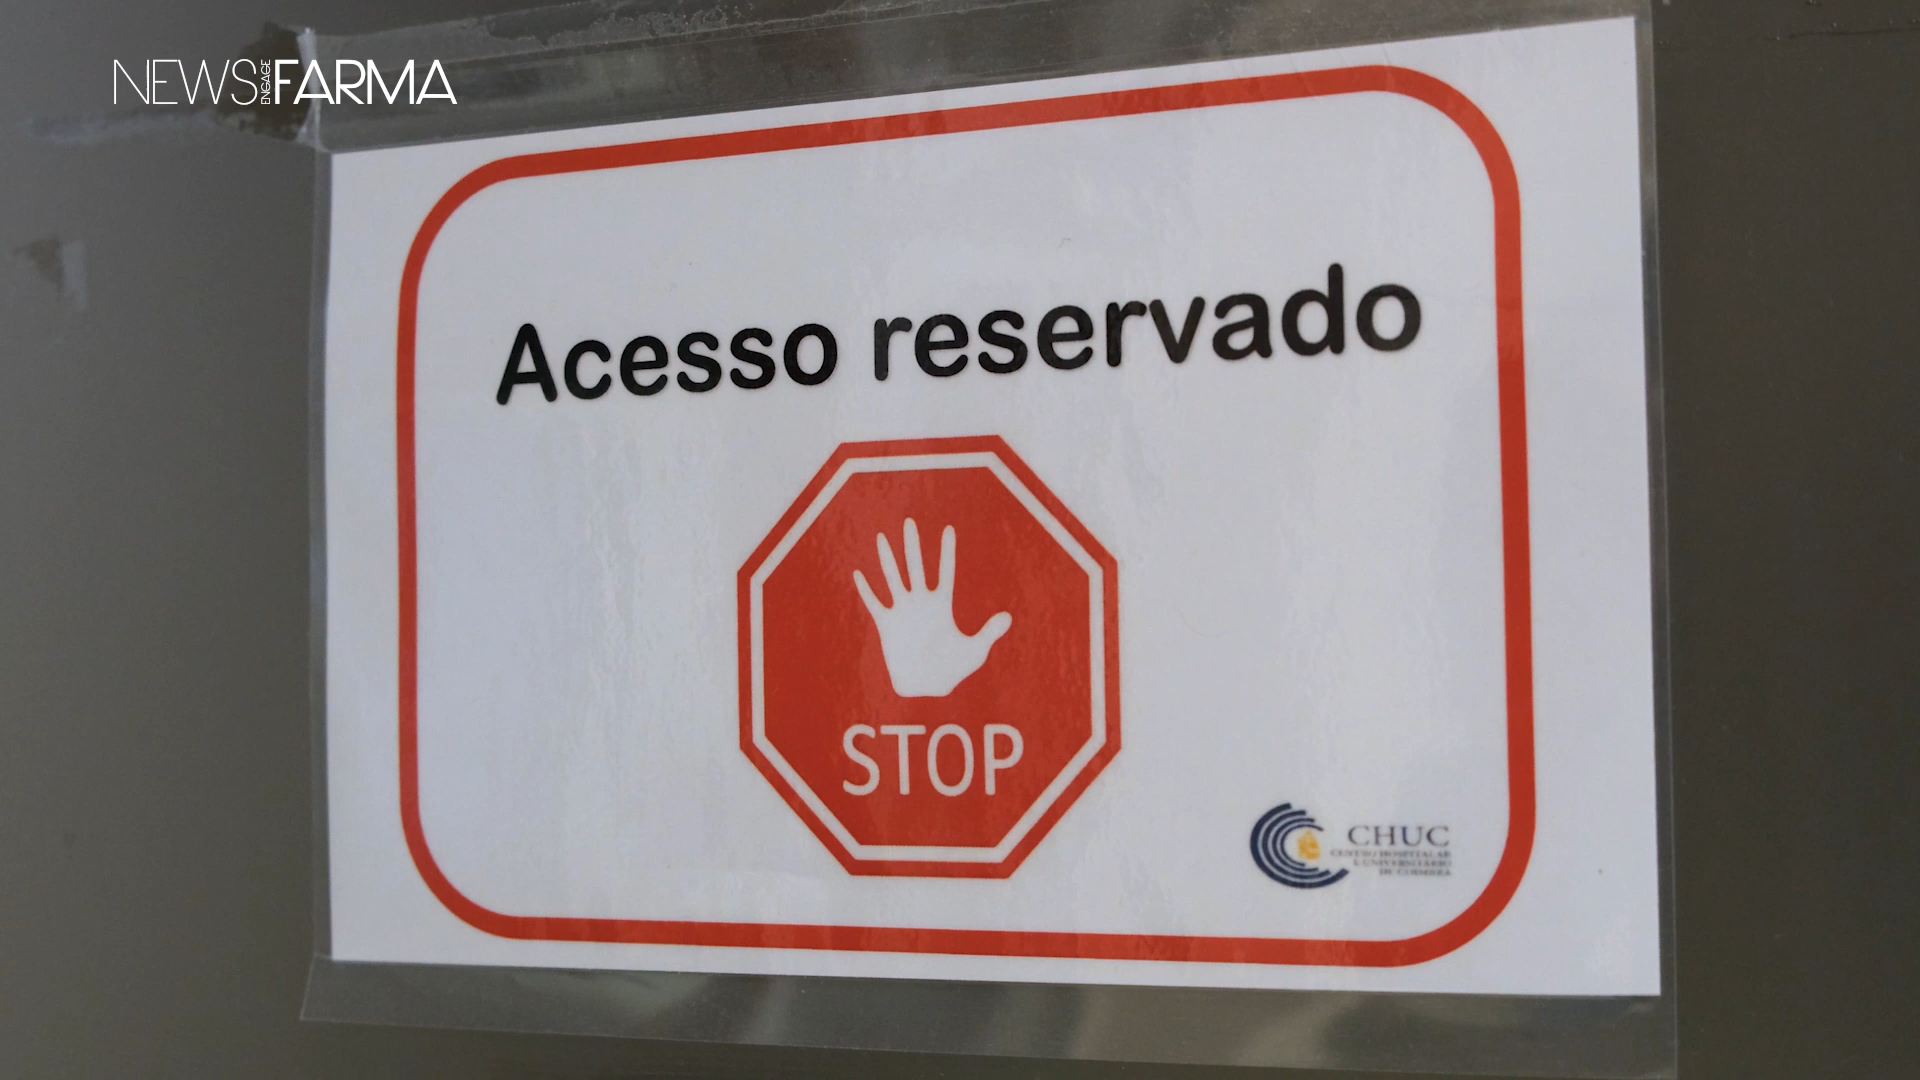 NEWS ENGAGE FARMA
Acesso reservado
STOP
CHUC
CENTRO HOSPITALAR
E UNIVERSITÁRIO
DE COIMBRA